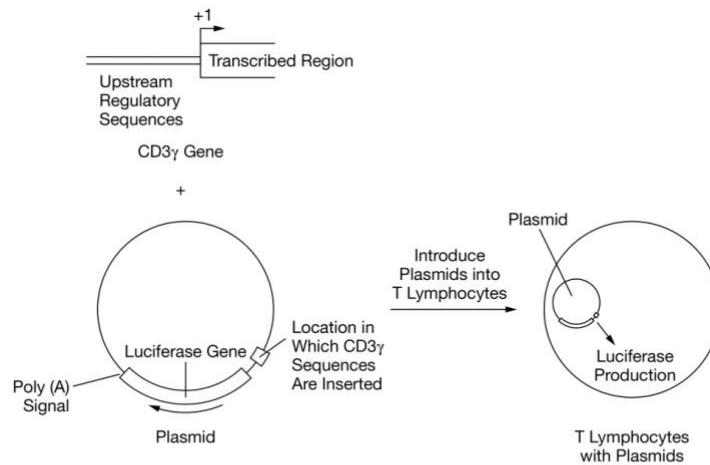 +1
Transcribed Region
Upstream
Regulatory
Sequences
CD3γ Gene
+
Luciferase Gene
Location in
Which CD3γ
Sequences
Are Inserted
Poly (A)
Signal
Plasmid
Introduce
Plasmids into
T Lymphocytes
Plasmid
Luciferase
Production
T Lymphocytes
with Plasmids